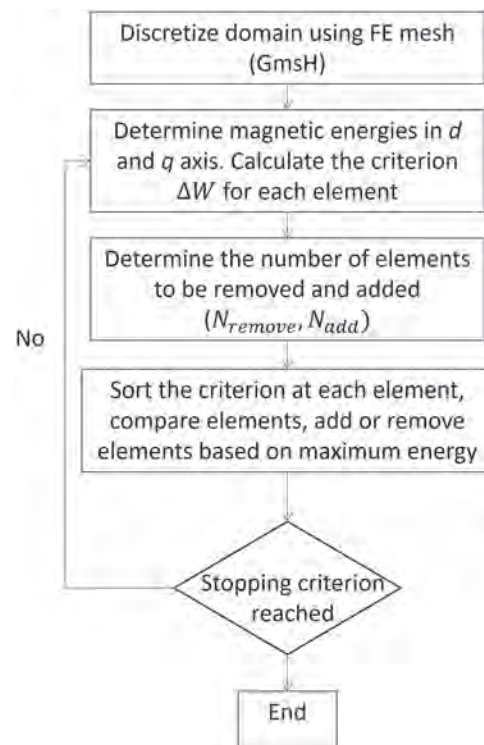 Discretize domain using FE mesh
(GmsH)
Determine magnetic energies in d
and q axis. Calculate the criterion
ΔW for each element
Determine the number of elements
to be removed and added
(N_remove, N_add)
No
Sort the criterion at each element,
compare elements, add or remove
elements based on maximum energy
Stopping criterion
reached
End